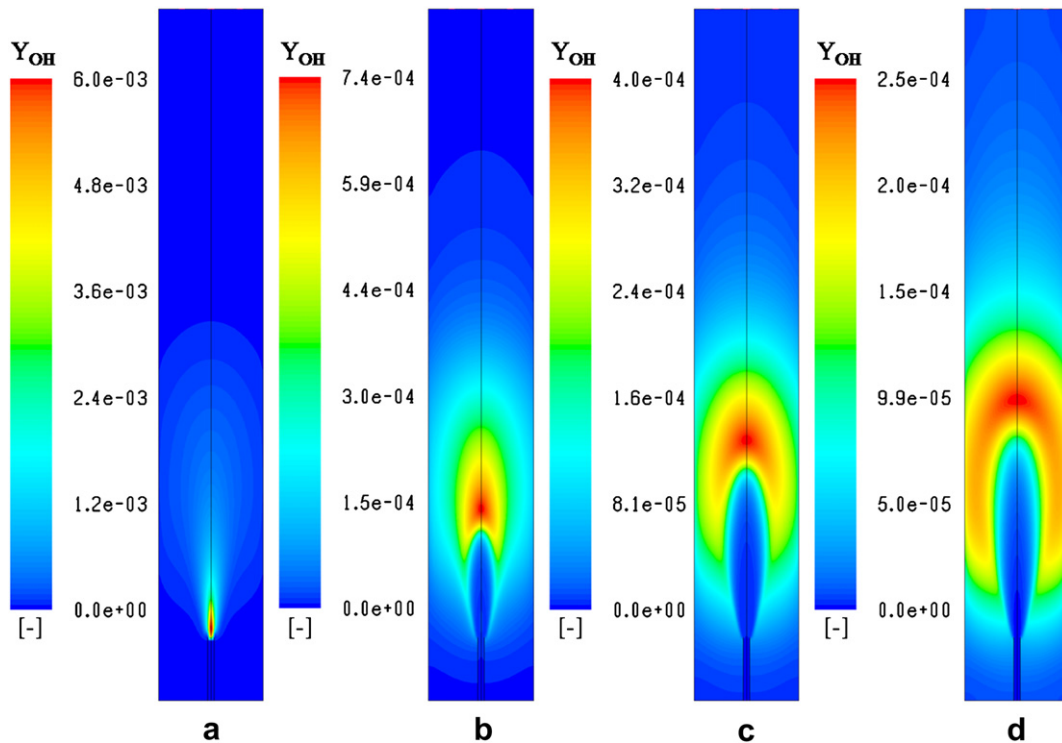 Y_OH
6.0e-03
4.8e-03
3.6e-03
2.4e-03
1.2e-03
0.0e+00
[-]
a
Y_OH
7.4e-04
5.9e-04
4.4e-04
3.0e-04
1.5e-04
0.0e+00
[-]
b
Y_OH
4.0e-04
3.2e-04
2.4e-04
1.6e-04
8.1e-05
0.0e+00
[-]
c
Y_OH
2.5e-04
2.0e-04
1.5e-04
9.9e-05
5.0e-05
0.0e+00
[-]
d